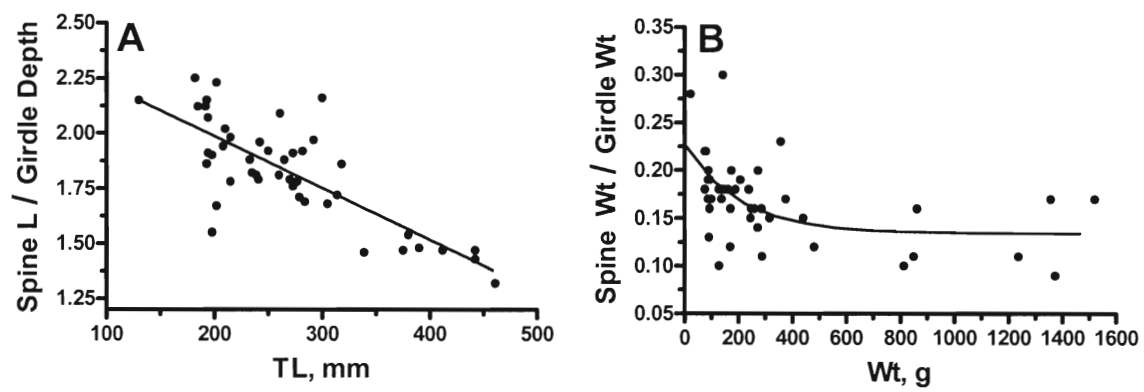 A
Spine L / Girdle Depth
2.50
2.25
2.00
1.75
1.50
1.25
100 200 300 400 500
TL, mm
B
Spine Wt / Girdle Wt
0.35
0.30
0.25
0.20
0.15
0.10
0.05
0 200 400 600 800 1000 1200 1400 1600
Wt, g